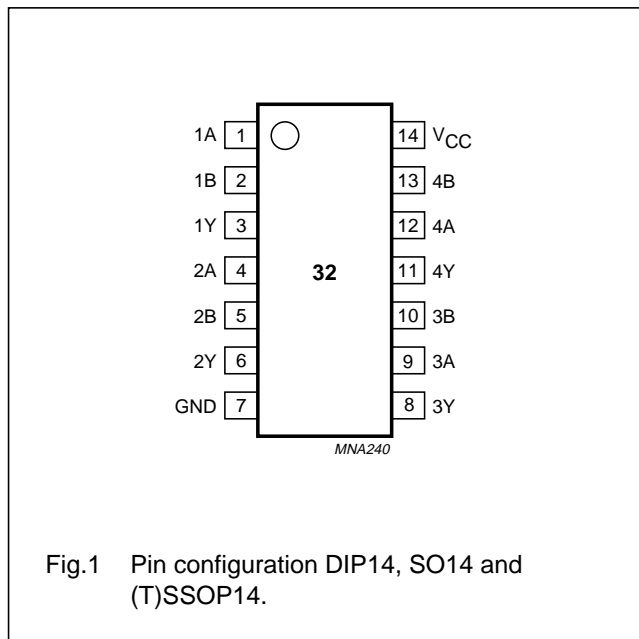 1A 1 14 VCC
1B 2 13 4B
1Y 3 12 4A
2A 4 32 11 4Y
2B 5 10 3B
2Y 6 9 3A
GND 7 8 3Y
MNA240
Fig.1 Pin configuration DIP14, SO14 and
(T)SSOP14.